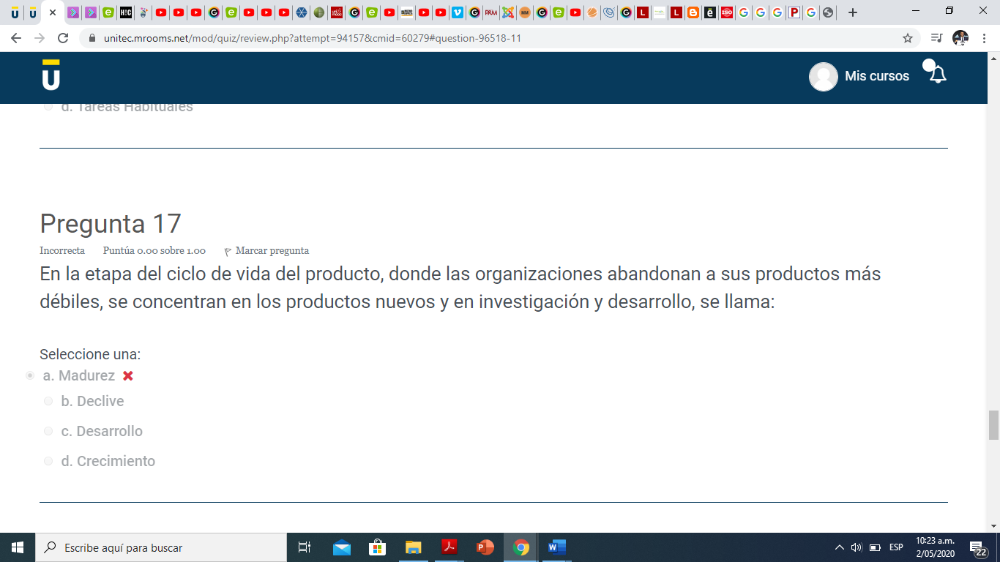 unitec.mrooms.net/mod/quiz/review.php?attempt=94157&cmid=60279#question-96518-11
Mis cursos
d. Tareas Habituales
Pregunta 17
Incorrecta Puntúa 0.00 sobre 1.00 Marcar pregunta
En la etapa del ciclo de vida del producto, donde las organizaciones abandonan a sus productos más
débiles, se concentran en los productos nuevos y en investigación y desarrollo, se llama:
Seleccione una:
a. Madurez
b. Declive
c. Desarrollo
d. Crecimiento
Escribe aquí para buscar
ESP
10:23 a.m.
2/05/2020
22